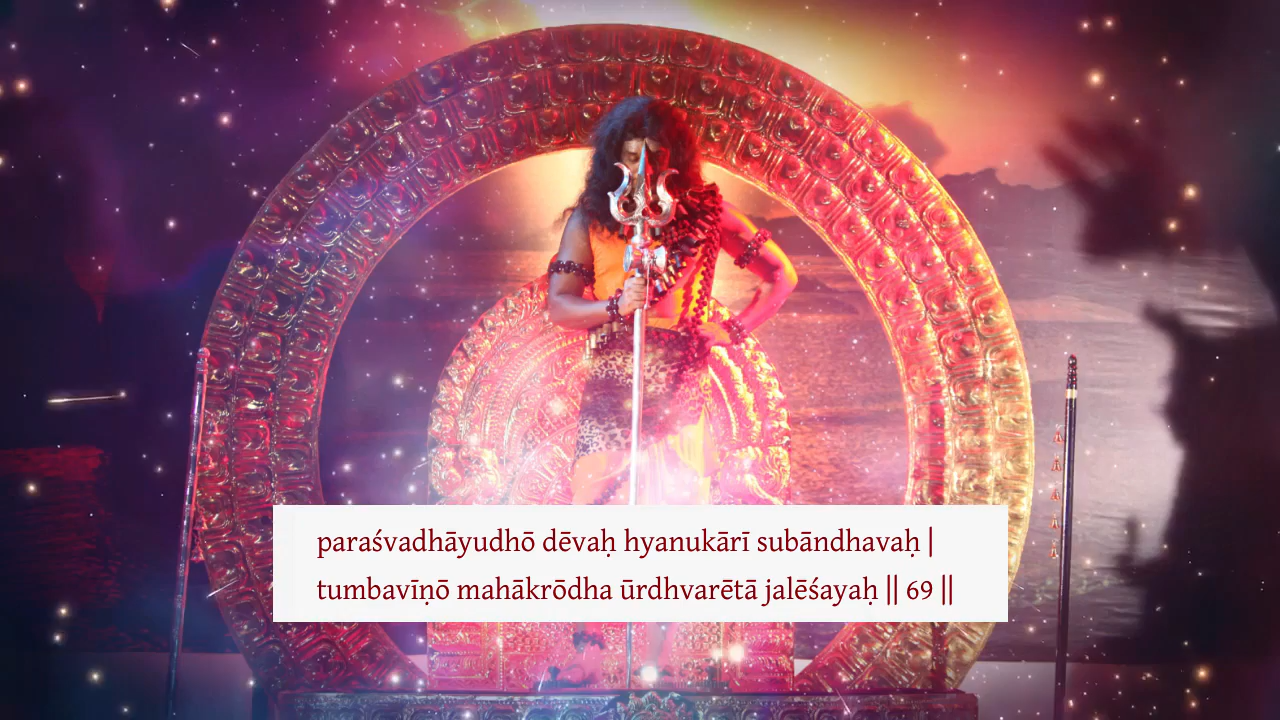 paraśvadhāyudhō dēvaḥ hyanukārī subāndhavaḥ |
tumbavīṇō mahākrōdha ūrdhvarētā jalēśayaḥ || 69 ||